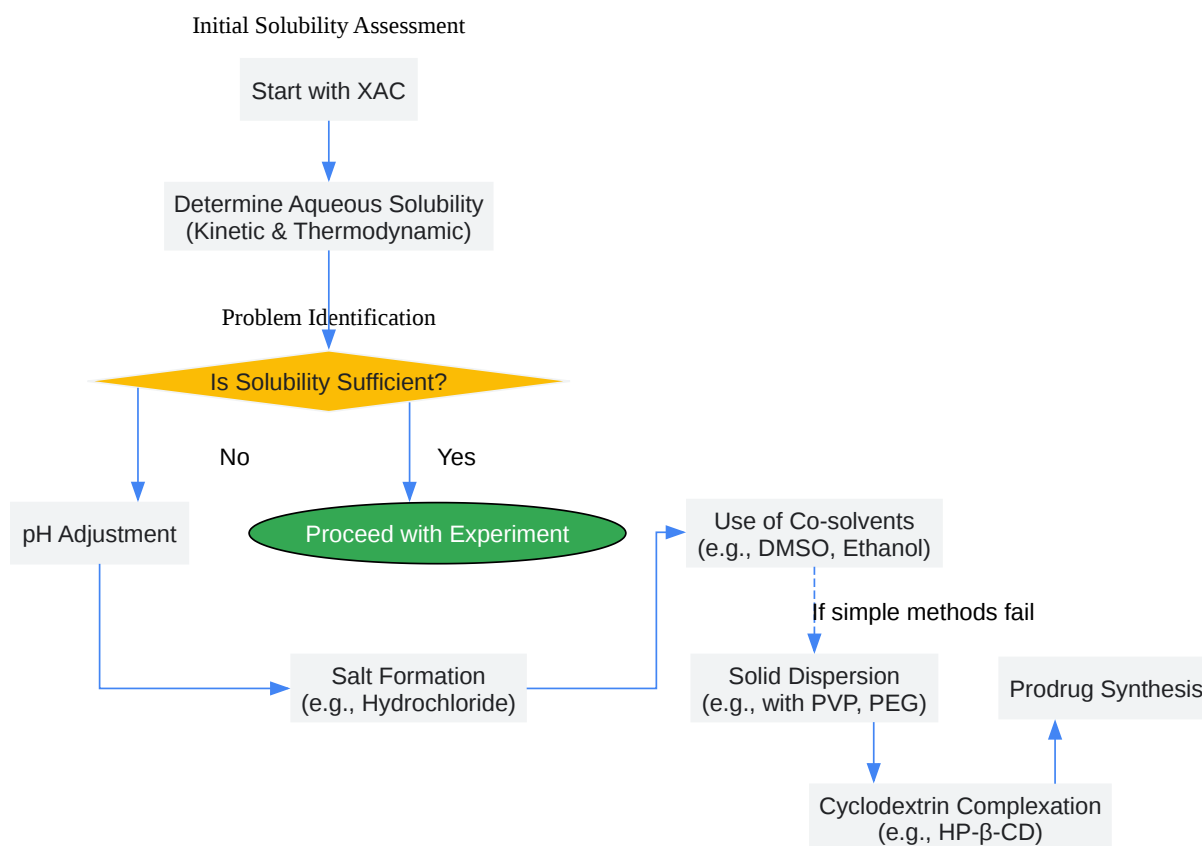 Initial Solubility Assessment
Start with XAC
Determine Aqueous Solubility
(Kinetic & Thermodynamic)
Problem Identification
Is Solubility Sufficient?
No
Yes
pH Adjustment
Proceed with Experiment
Use of Co-solvents
(e.g., DMSO, Ethanol)
If simple methods fail
Salt Formation
(e.g., Hydrochloride)
Solid Dispersion
(e.g., with PVP, PEG)
Prodrug Synthesis
Cyclodextrin Complexation
(e.g., HP-β-CD)